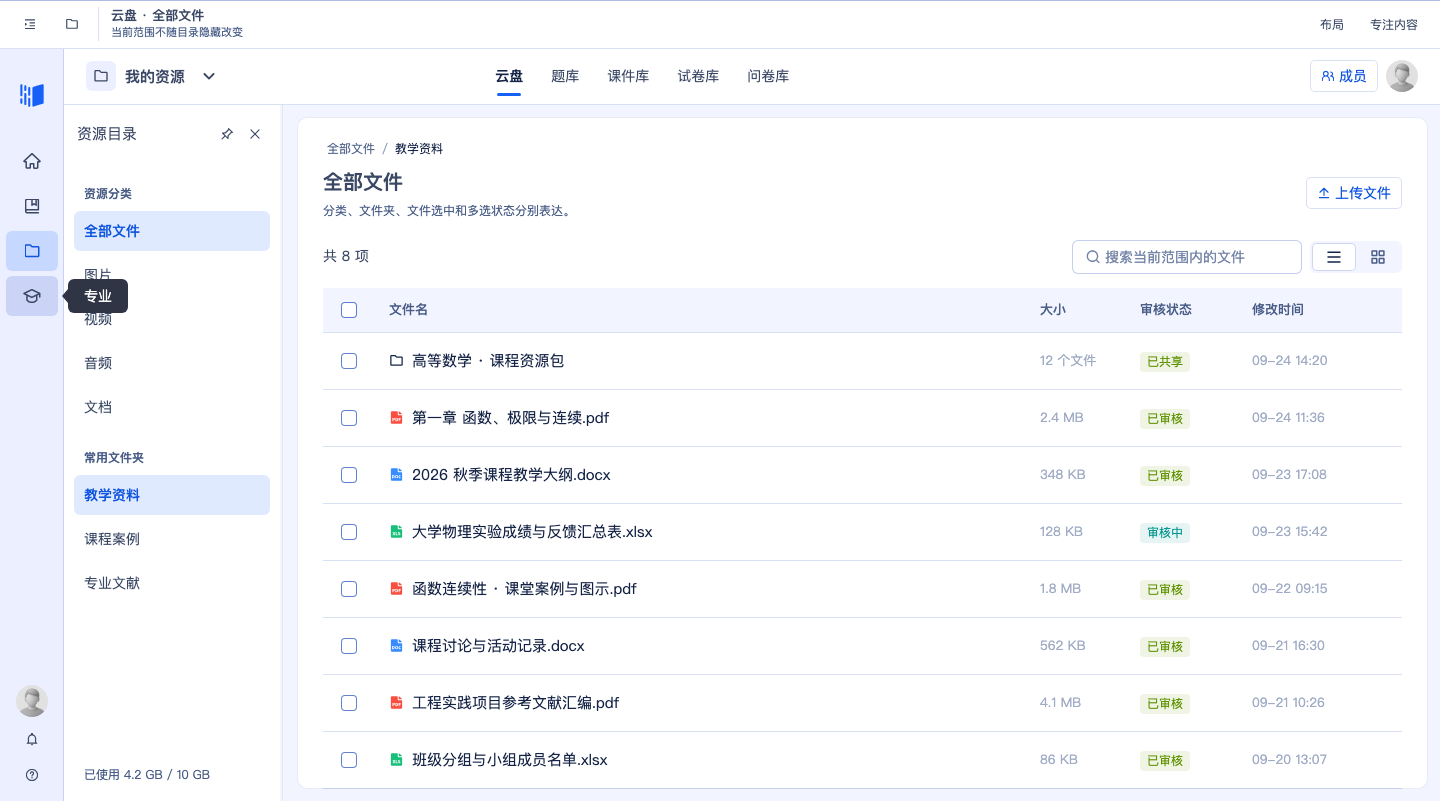 云盘 · 全部文件
当前范围不随目录隐藏改变
布局
专注内容
我的资源
云盘
题库
课件库
试卷库
问卷库
成员
资源目录
资源分类
全部文件
图片
专业
视频
音频
文档
常用文件夹
教学资料
课程案例
专业文献
已使用 4.2 GB / 10 GB
全部文件 / 教学资料
全部文件
分类、文件夹、文件选中和多选状态分别表达。
上传文件
共 8 项
搜索当前范围内的文件
文件名 大小 审核状态 修改时间
高等数学 · 课程资源包 12 个文件 已共享 09-24 14:20
PDF 第一章 函数、极限与连续.pdf 2.4 MB 已审核 09-24 11:36
DOC 2026 秋季课程教学大纲.docx 348 KB 已审核 09-23 17:08
XLS 大学物理实验成绩与反馈汇总表.xlsx 128 KB 审核中 09-23 15:42
PDF 函数连续性 · 课堂案例与图示.pdf 1.8 MB 已审核 09-22 09:15
DOC 课程讨论与活动记录.docx 562 KB 已审核 09-21 16:30
PDF 工程实践项目参考文献汇编.pdf 4.1 MB 已审核 09-21 10:26
XLS 班级分组与小组成员名单.xlsx 86 KB 已审核 09-20 13:07